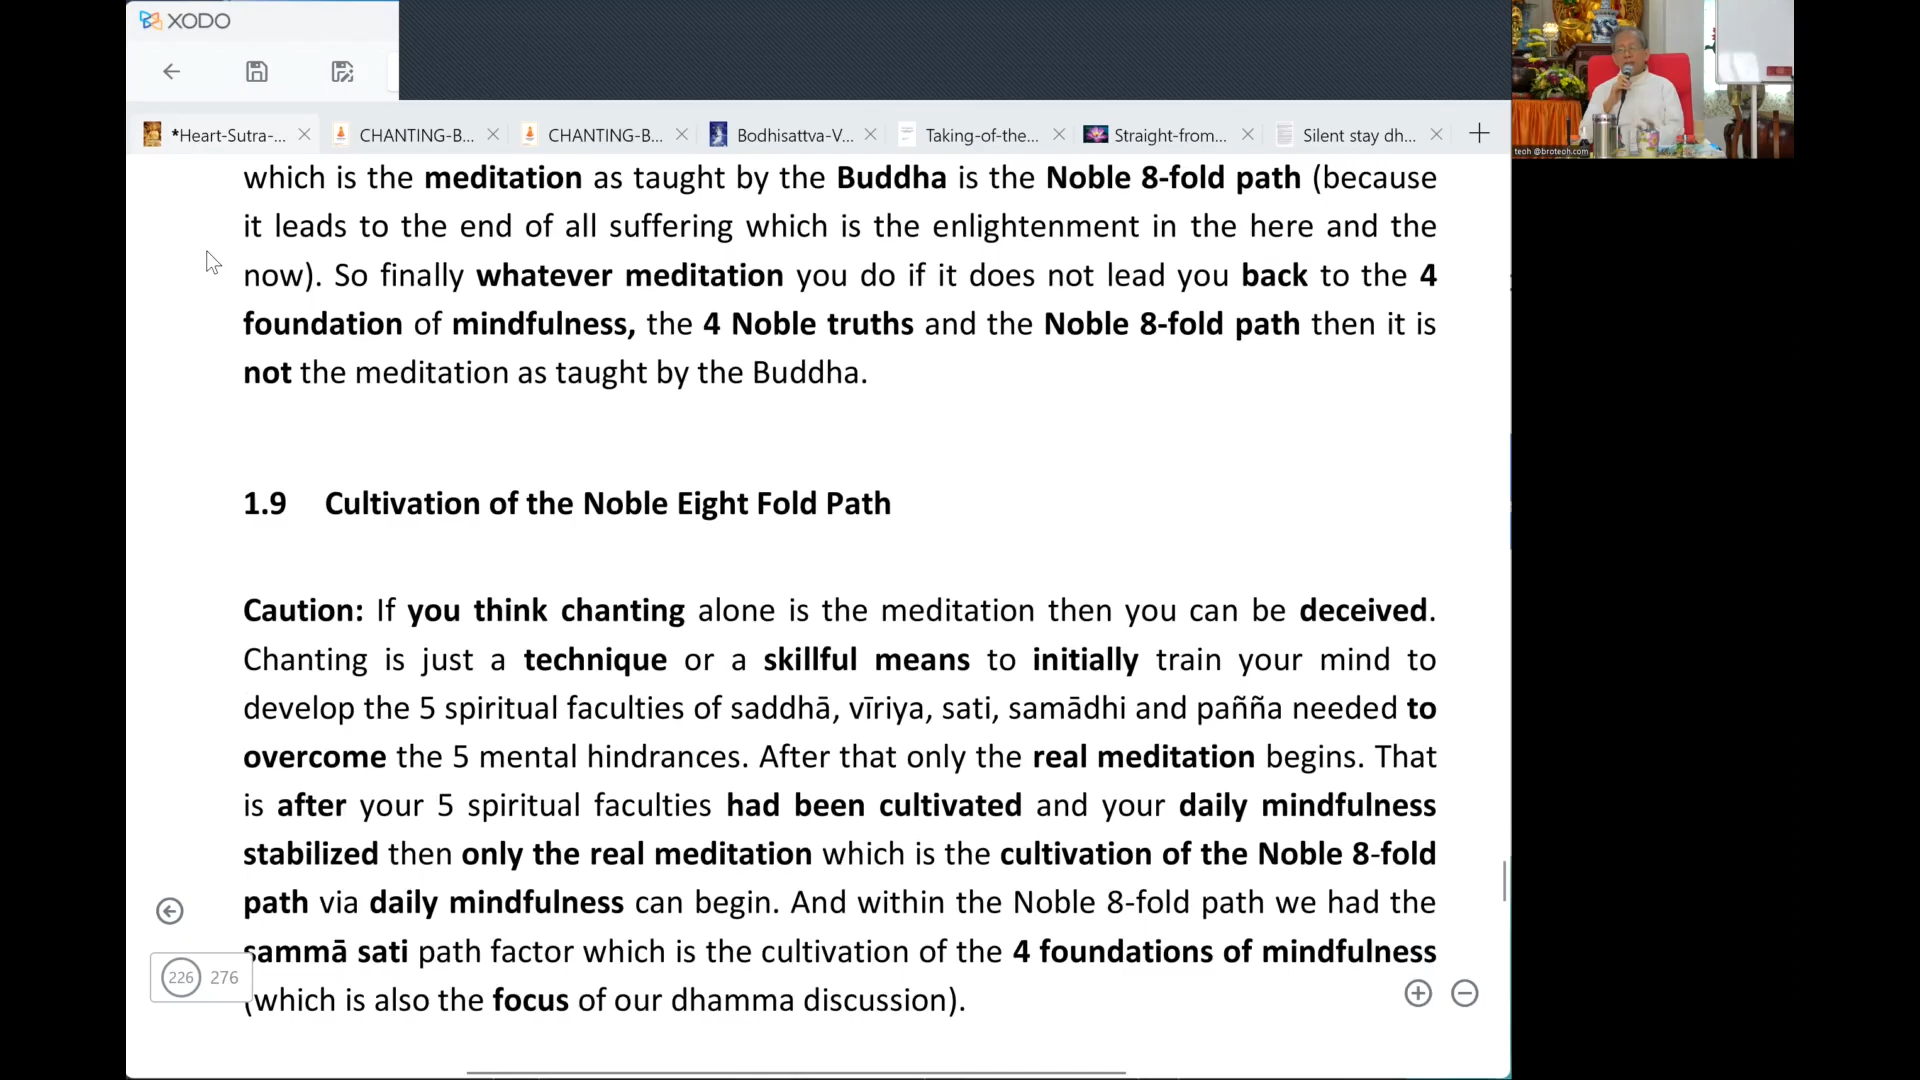 XODO
*Heart-Sutra-...
CHANTING-B...
CHANTING-B...
Bodhisattva-V...
Taking-of-the...
Straight-from...
Silent stay dh...
teoh @broteoh.com
which is the meditation as taught by the Buddha is the Noble 8-fold path (because
it leads to the end of all suffering which is the enlightenment in the here and the
now). So finally whatever meditation you do if it does not lead you back to the 4
foundation of mindfulness, the 4 Noble truths and the Noble 8-fold path then it is
not the meditation as taught by the Buddha.
1.9 Cultivation of the Noble Eight Fold Path
Caution: If you think chanting alone is the meditation then you can be deceived.
Chanting is just a technique or a skillful means to initially train your mind to
develop the 5 spiritual faculties of saddhā, vīriya, sati, samādhi and pañña needed to
overcome the 5 mental hindrances. After that only the real meditation begins. That
is after your 5 spiritual faculties had been cultivated and your daily mindfulness
stabilized then only the real meditation which is the cultivation of the Noble 8-fold
path via daily mindfulness can begin. And within the Noble 8-fold path we had the
sammā sati path factor which is the cultivation of the 4 foundations of mindfulness
(which is also the focus of our dhamma discussion).
226 276